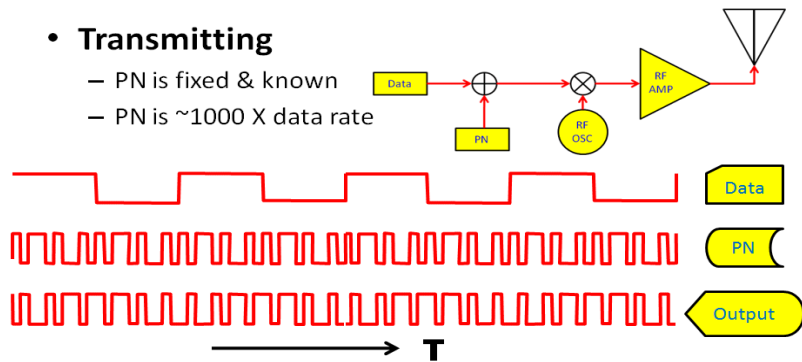 • Transmitting
– PN is fixed & known
– PN is ~1000 X data rate
Data
PN
RF
OSC
RF
AMP
Data
PN
Output
T